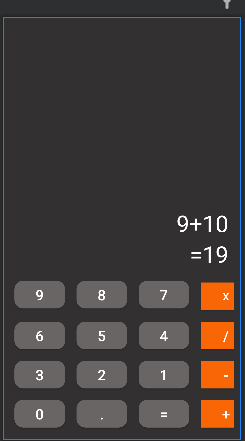 9+10
=19
9 8 7 x
6 5 4 /
3 2 1 -
0 . = +